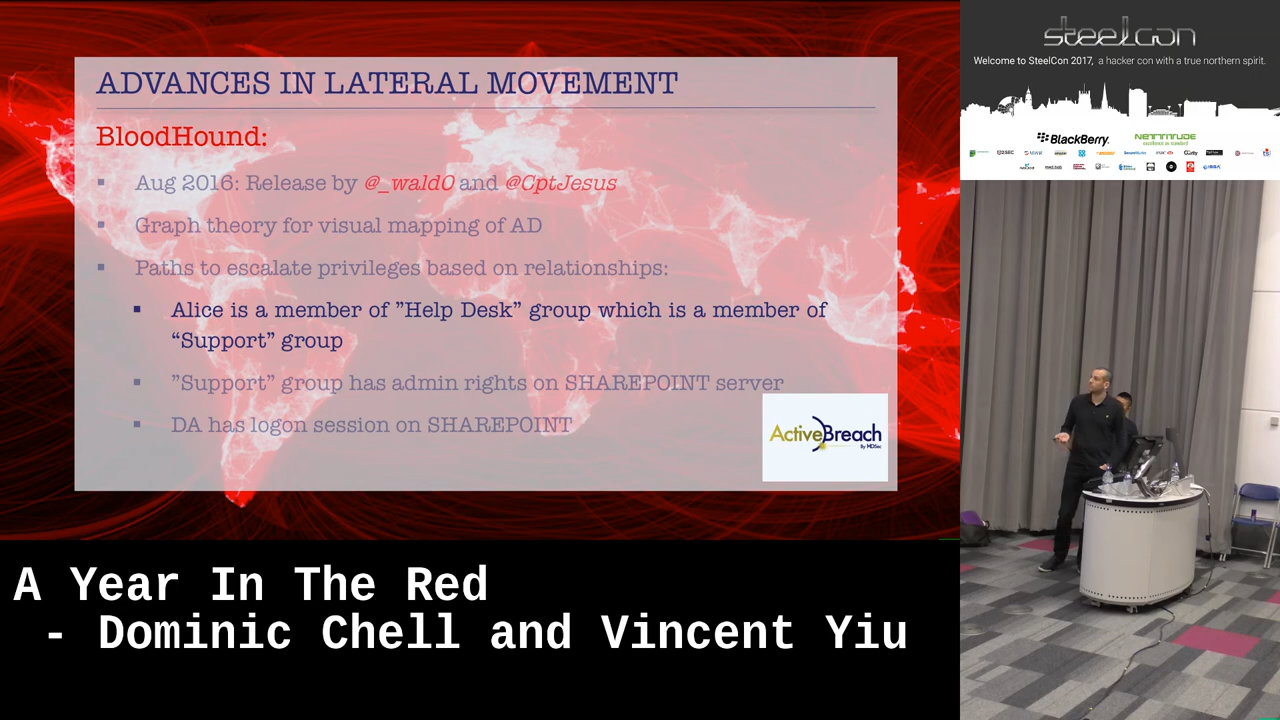 ADVANCES IN LATERAL MOVEMENT
BloodHound:
▪ Aug 2016: Release by @_wald0 and @CptJesus
▪ Graph theory for visual mapping of AD
▪ Paths to escalate privileges based on relationships:
▪ Alice is a member of ”Help Desk” group which is a member of
“Support” group
▪ ”Support” group has admin rights on SHAREPOINT server
▪ DA has logon session on SHAREPOINT
ActiveBreach
By MDSec
A Year In The Red
- Dominic Chell and Vincent Yiu
steelcon
Welcome to SteelCon 2017, a hacker con with a true northern spirit.
BlackBerry.
NETTITUDE